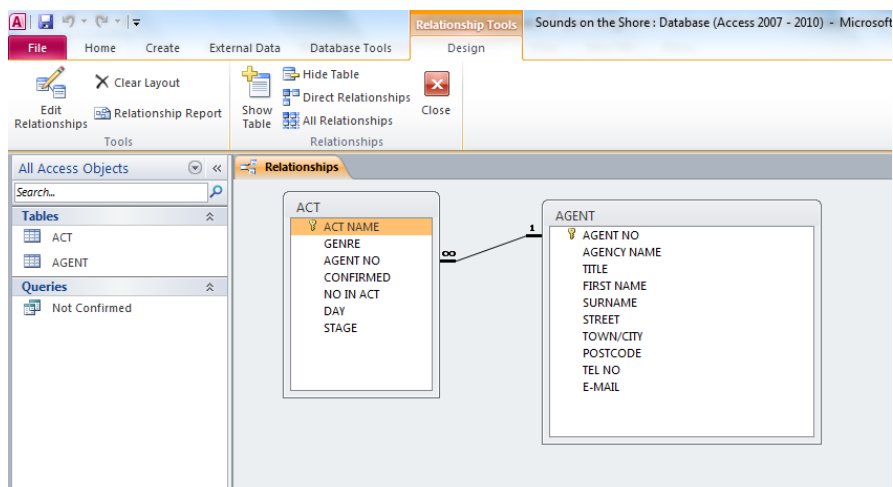 A
Relationship Tools
Sounds on the Shore : Database (Access 2007 - 2010) - Microsoft
File Home Create External Data Database Tools Design
Edit Relationships
Clear Layout
Relationship Report
Tools
Show Table
Hide Table
Direct Relationships
All Relationships
Relationships
Close
All Access Objects
Search...
Tables
ACT
AGENT
Queries
Not Confirmed
Relationships
ACT
ACT NAME
GENRE
AGENT NO
CONFIRMED
NO IN ACT
DAY
STAGE
∞
1
AGENT
AGENT NO
AGENCY NAME
TITLE
FIRST NAME
SURNAME
STREET
TOWN/CITY
POSTCODE
TEL NO
E-MAIL